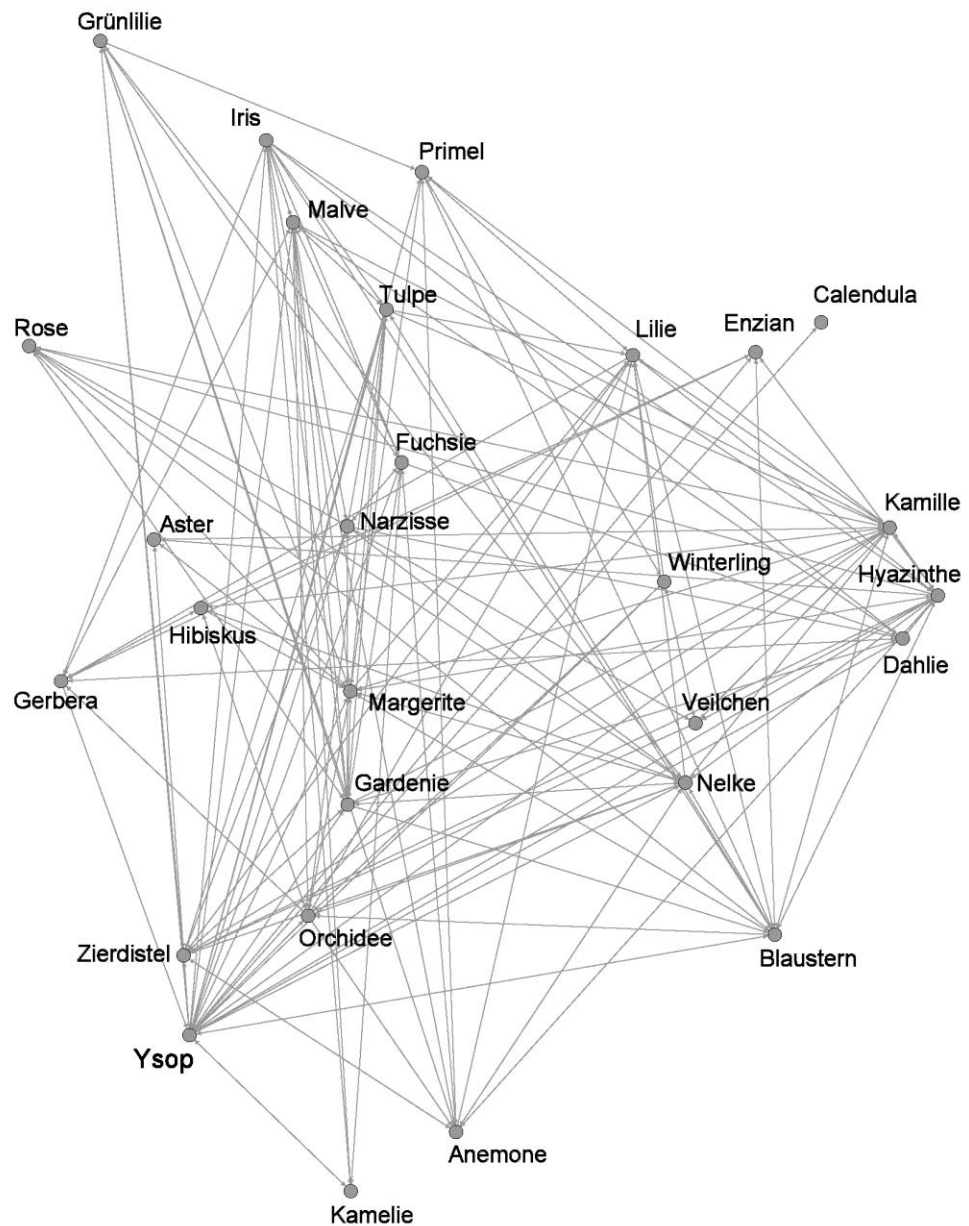 Grünlilie
Iris
Primel
Malve
Tulpe
Calendula
Rose
Lilie
Enzian
Fuchsie
Kamille
Aster
Narzisse
Winterling
Hyazinthe
Hibiskus
Dahlie
Gerbera
Margerite
Veilchen
Gardenie
Nelke
Orchidee
Zierdistel
Blaustern
Ysop
Anemone
Kamelie